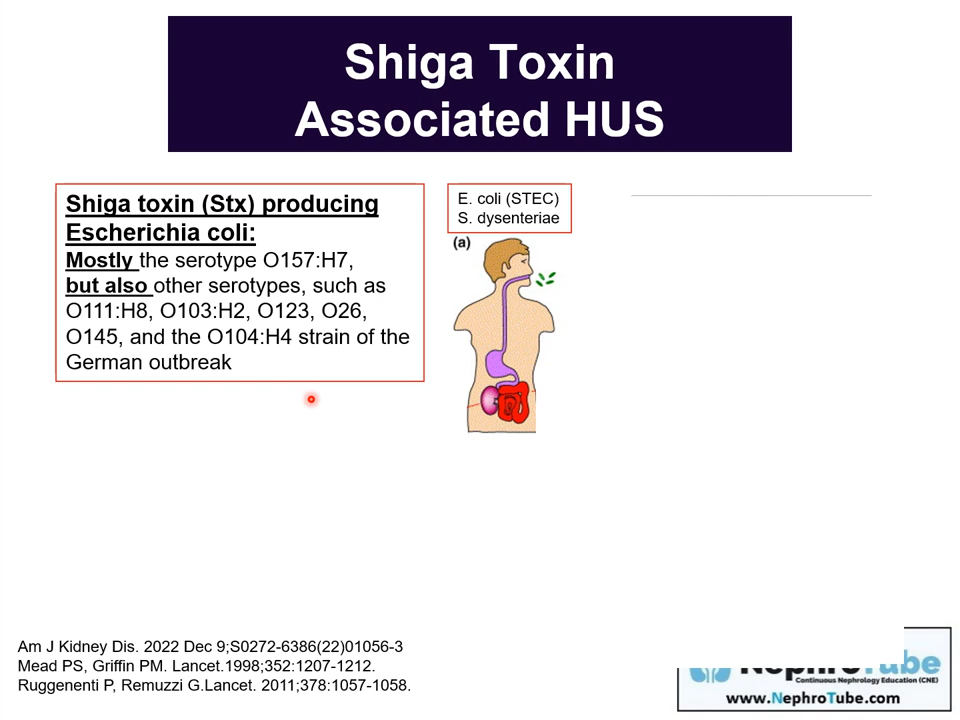 Shiga Toxin
Associated HUS
Shiga toxin (Stx) producing
Escherichia coli:
Mostly the serotype O157:H7,
but also other serotypes, such as
O111:H8, O103:H2, O123, O26,
O145, and the O104:H4 strain of the
German outbreak
E. coli (STEC)
S. dysenteriae
(a)
Am J Kidney Dis. 2022 Dec 9;S0272-6386(22)01056-3
Mead PS, Griffin PM. Lancet.1998;352:1207-1212.
Ruggenenti P, Remuzzi G.Lancet. 2011;378:1057-1058.
NephroTube
Continuous Nephrology Education (CNE)
www.NephroTube.com